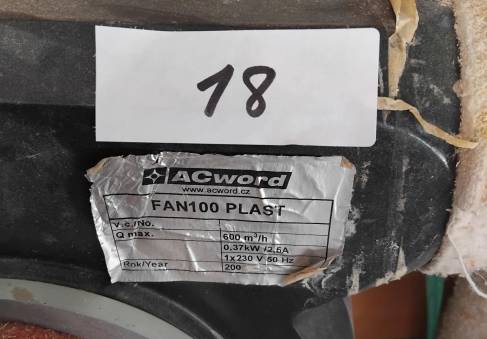 18
ACword
www.acword.cz
FAN100 PLAST
V.c./No.
Q max. 600 m³/h
0,37kW /2.5A
1x230 V 50 Hz
Rok/Year 200